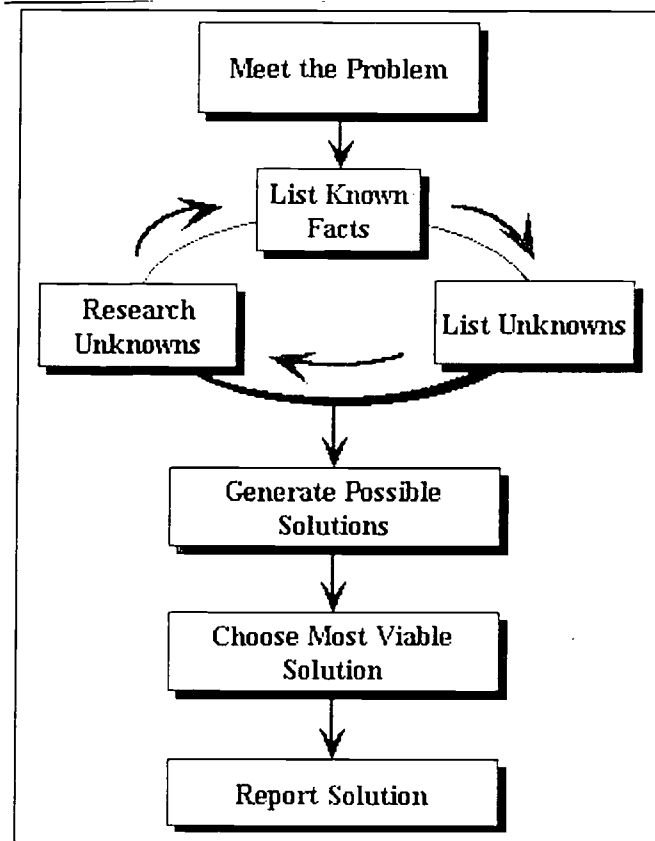 Meet the Problem
List Known
Facts
Research
Unknowns
List Unknowns
Generate Possible
Solutions
Choose Most Viable
Solution
Report Solution